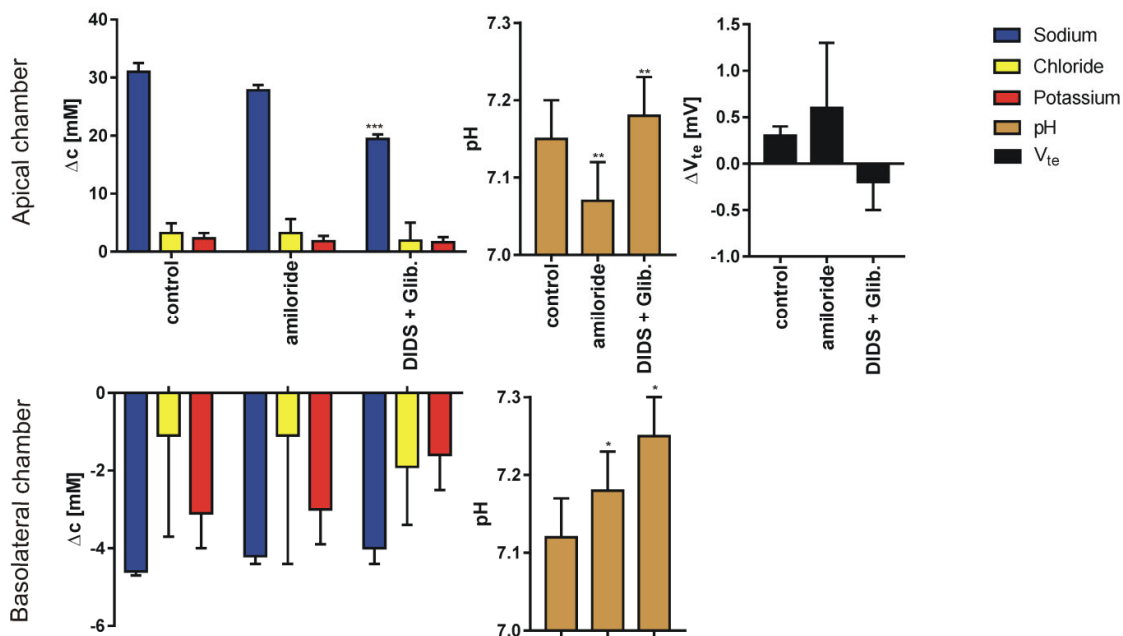 Apical chamber
Δc [mM]
40
30
20
10
0
***
control
amiloride
DIDS + Glib.
pH
7.3
7.2
7.1
7.0
**
**
control
amiloride
DIDS + Glib.
ΔVte [mV]
1.5
1.0
0.5
0.0
-0.5
-1.0
control
amiloride
DIDS + Glib.
Sodium
Chloride
Potassium
pH
Vte
Basolateral chamber
Δc [mM]
0
-2
-4
-6
pH
7.3
7.2
7.1
7.0
*
*